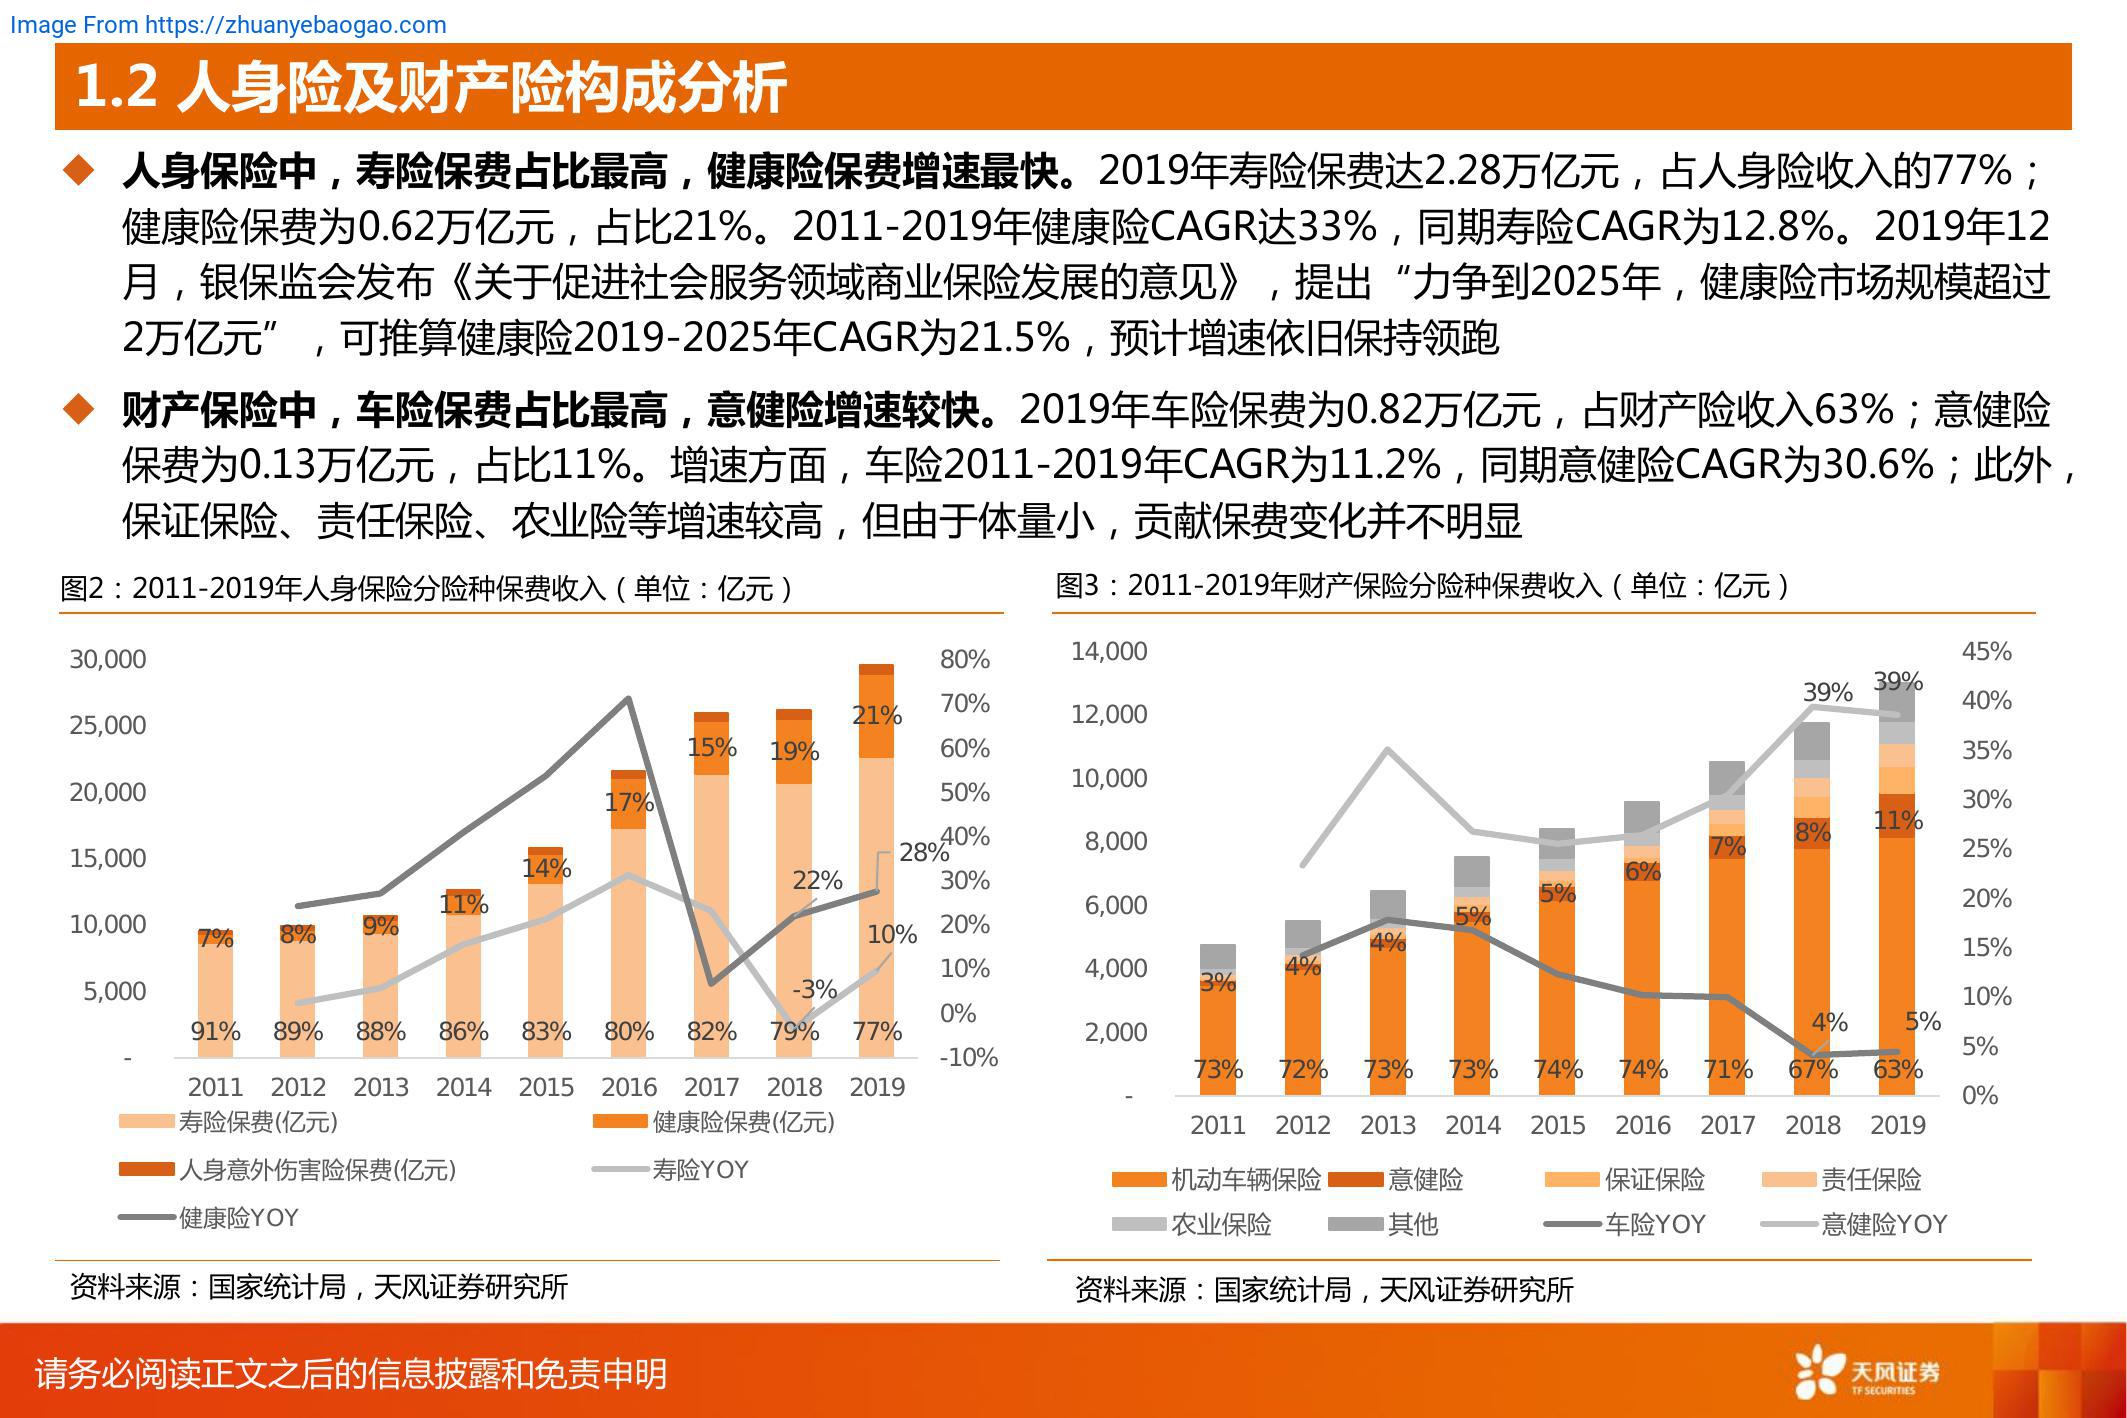 Image From https://zhuanyebaogao.com
1.2 人身险及财产险构成分析
人身保险中，寿险保费占比最高，健康险保费增速最快。2019年寿险保费达2.28万亿元，占人身险收入的77%；
健康险保费为0.62万亿元，占比21%。2011-2019年健康险CAGR达33%，同期寿险CAGR为12.8%。2019年12
月，银保监会发布《关于促进社会服务领域商业保险发展的意见》，提出“力争到2025年，健康险市场规模超过
2万亿元”，可推算健康险2019-2025年CAGR为21.5%，预计增速依旧保持领跑
财产保险中，车险保费占比最高，意健险增速较快。2019年车险保费为0.82万亿元，占财产险收入63%；意健险
保费为0.13万亿元，占比11%。增速方面，车险2011-2019年CAGR为11.2%，同期意健险CAGR为30.6%；此外，
保证保险、责任保险、农业险等增速较高，但由于体量小，贡献保费变化并不明显
图2：2011-2019年人身保险分险种保费收入（单位：亿元）
30,000
25,000
20,000
15,000
10,000
5,000
-
80%
70%
60%
50%
40%
30%
20%
10%
0%
-10%
7% 8% 9% 11% 14% 17% 15% 19% 21%
22% 28%
-3% 10%
91% 89% 88% 86% 83% 80% 82% 79% 77%
2011 2012 2013 2014 2015 2016 2017 2018 2019
寿险保费(亿元) 健康险保费(亿元)
人身意外伤害险保费(亿元) 寿险YOY
健康险YOY
资料来源：国家统计局，天风证券研究所
图3：2011-2019年财产保险分险种保费收入（单位：亿元）
14,000
12,000
10,000
8,000
6,000
4,000
2,000
-
45%
40%
35%
30%
25%
20%
15%
10%
5%
0%
39% 39%
3% 4% 4% 5% 5% 6% 7% 8% 11%
4% 5%
73% 72% 73% 73% 74% 74% 71% 67% 63%
2011 2012 2013 2014 2015 2016 2017 2018 2019
机动车辆保险 意健险 保证保险 责任保险
农业保险 其他 车险YOY 意健险YOY
资料来源：国家统计局，天风证券研究所
请务必阅读正文之后的信息披露和免责申明
天风证券
TF SECURITIES